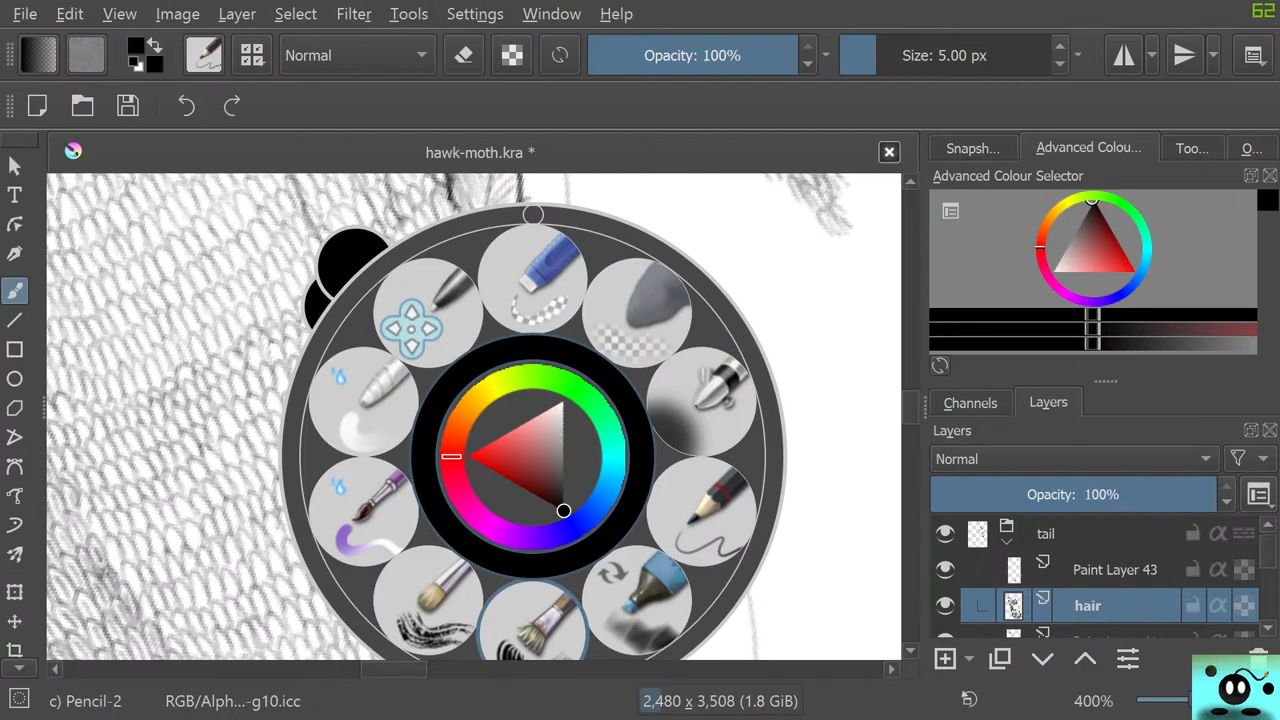 File Edit View Image Layer Select Filter Tools Settings Window Help
62
Normal
Opacity: 100%
Size: 5.00 px
hawk-moth.kra *
Snapsh...
Advanced Colou...
Too...
O...
Advanced Colour Selector
Channels
Layers
Layers
Normal
Opacity: 100%
tail
Paint Layer 43
hair
c) Pencil-2
RGB/Alph...-g10.icc
2,480 x 3,508 (1.8 GiB)
400%